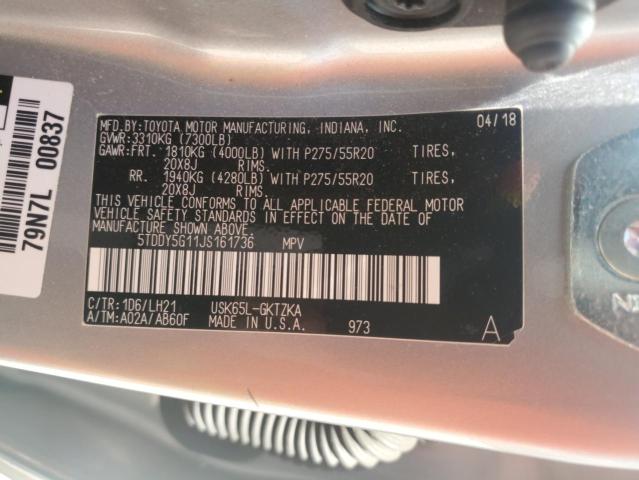 79N7L 00837
MFD.BY:TOYOTA MOTOR MANUFACTURING, INDIANA, INC. 04/18
GVWR:3310KG (7300LB)
GAWR:FRT. 1810KG (4000LB) WITH P275/55R20 TIRES,
20X8J RIMS,
RR. 1940KG (4280LB) WITH P275/55R20 TIRES,
20X8J RIMS.
THIS VEHICLE CONFORMS TO ALL APPLICABLE FEDERAL MOTOR
VEHICLE SAFETY STANDARDS IN EFFECT ON THE DATE OF
MANUFACTURE SHOWN ABOVE.
5TDDY5G11JS161736 MPV
C/TR:1D6/LH21 USK65L-GKTZKA
A/TM:A02A/AB60F MADE IN U.S.A. 973 A